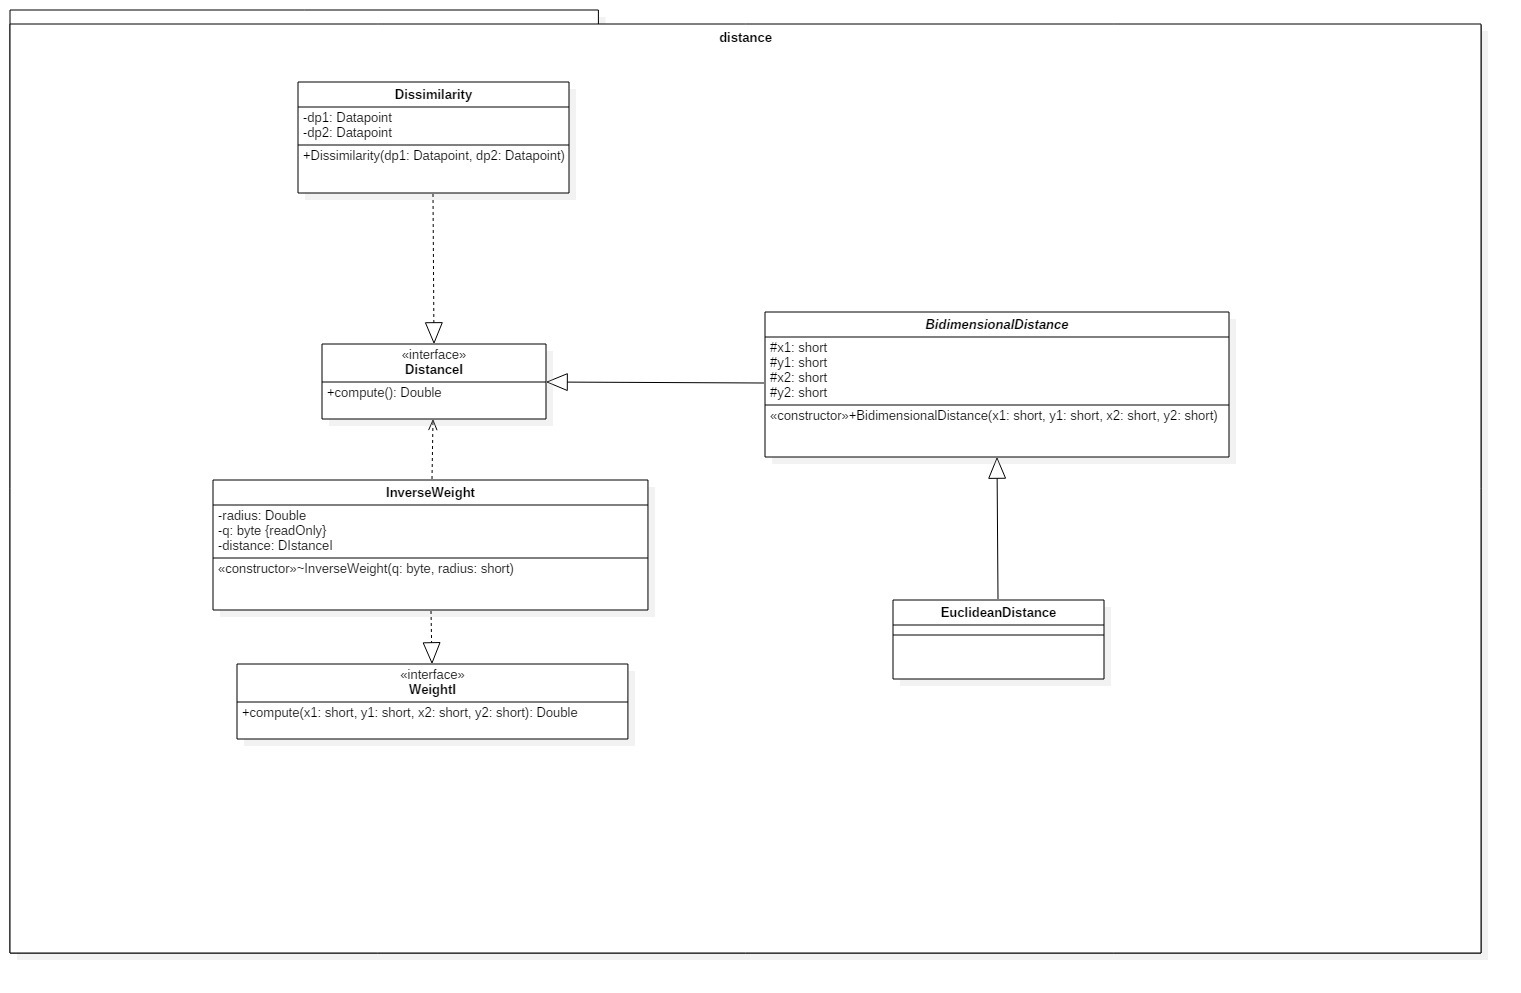 distance
Dissimilarity
-dp1: Datapoint
-dp2: Datapoint
+Dissimilarity(dp1: Datapoint, dp2: Datapoint)
«interface»
DistanceI
+compute(): Double
BidimensionalDistance
#x1: short
#y1: short
#x2: short
#y2: short
«constructor»+BidimensionalDistance(x1: short, y1: short, x2: short, y2: short)
InverseWeight
-radius: Double
-q: byte {readOnly}
-distance: DIstanceI
«constructor»~InverseWeight(q: byte, radius: short)
EuclideanDistance
«interface»
WeightI
+compute(x1: short, y1: short, x2: short, y2: short): Double